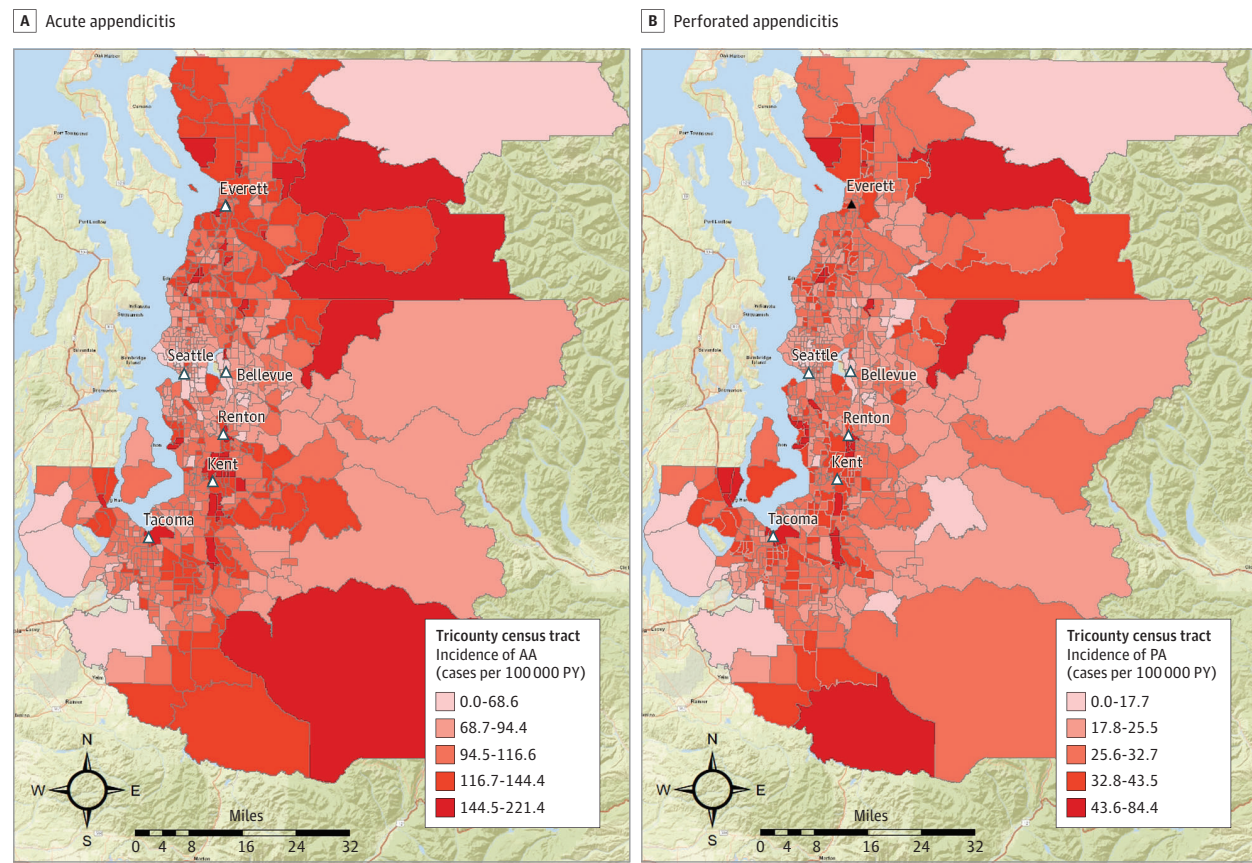 A Acute appendicitis
Everett
Seattle
Bellevue
Renton
Kent
Tacoma
Tricounty census tract
Incidence of AA
(cases per 100 000 PY)
0.0-68.6
68.7-94.4
94.5-116.6
116.7-144.4
144.5-221.4
N
W
E
S
Miles
0 4 8 16 24 32
B Perforated appendicitis
Everett
Seattle
Bellevue
Renton
Kent
Tacoma
Tricounty census tract
Incidence of PA
(cases per 100 000 PY)
0.0-17.7
17.8-25.5
25.6-32.7
32.8-43.5
43.6-84.4
N
W
E
S
Miles
0 4 8 16 24 32